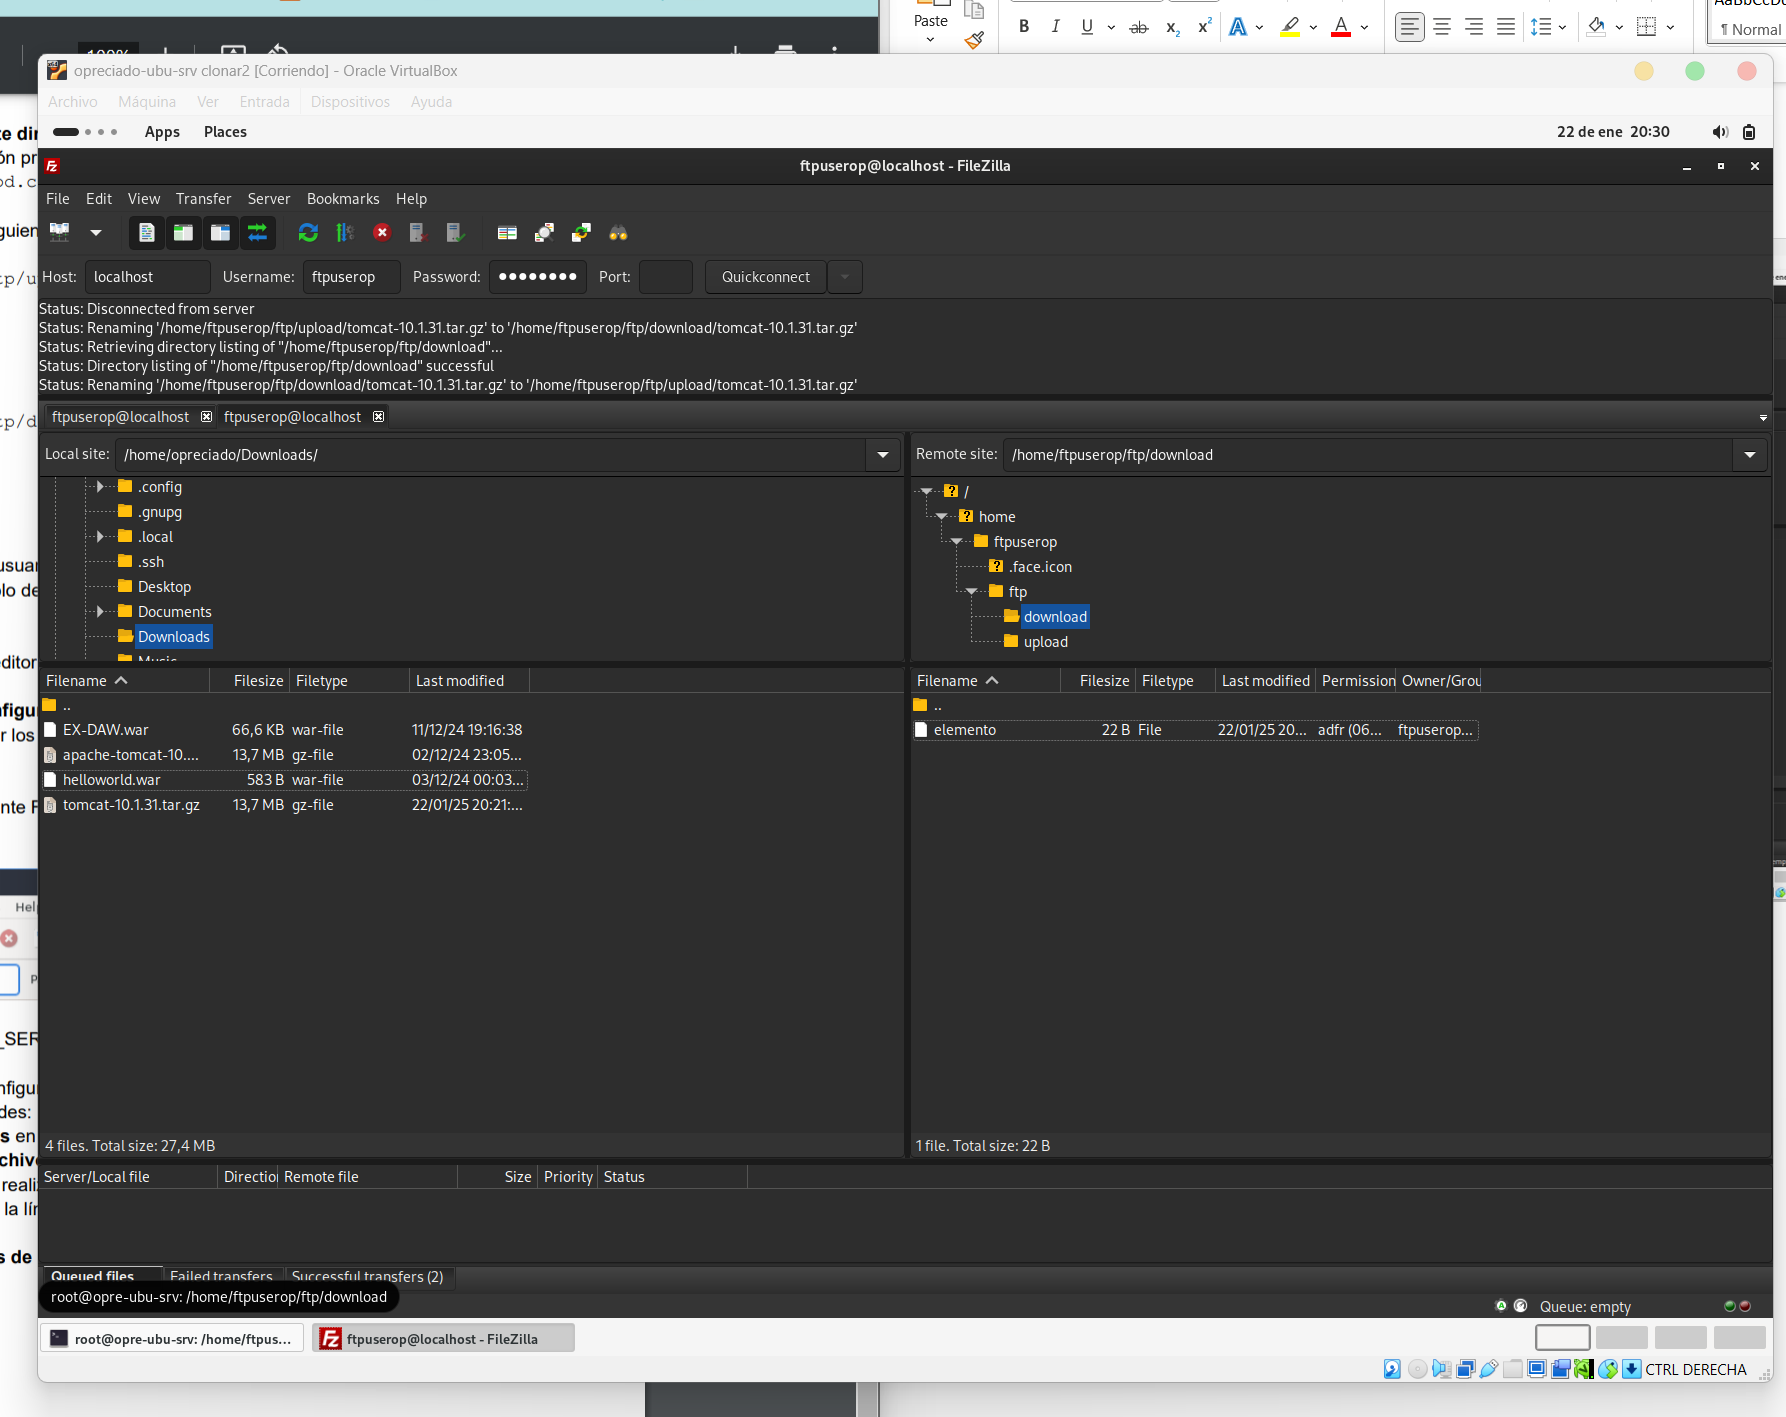 100%
Paste
B I U ab x₂ x² A A
¶ Normal
opreciado-ubu-srv clonar2 [Corriendo] - Oracle VirtualBox
Archivo Máquina Ver Entrada Dispositivos Ayuda
Apps Places 22 de ene 20:30
ftpuserop@localhost - FileZilla
File Edit View Transfer Server Bookmarks Help
Host: localhost Username: ftpuserop Password: ●●●●●●●● Port: Quickconnect
Status: Disconnected from server
Status: Renaming '/home/ftpuserop/ftp/upload/tomcat-10.1.31.tar.gz' to '/home/ftpuserop/ftp/download/tomcat-10.1.31.tar.gz'
Status: Retrieving directory listing of "/home/ftpuserop/ftp/download"...
Status: Directory listing of "/home/ftpuserop/ftp/download" successful
Status: Renaming '/home/ftpuserop/ftp/download/tomcat-10.1.31.tar.gz' to '/home/ftpuserop/ftp/upload/tomcat-10.1.31.tar.gz'
ftpuserop@localhost ftpuserop@localhost
Local site: /home/opreciado/Downloads/
.config
.gnupg
.local
.ssh
Desktop
Documents
Downloads
Music
Remote site: /home/ftpuserop/ftp/download
/
home
ftpuserop
.face.icon
ftp
download
upload
Filename Filesize Filetype Last modified
..
EX-DAW.war 66,6 KB war-file 11/12/24 19:16:38
apache-tomcat-10.... 13,7 MB gz-file 02/12/24 23:05...
helloworld.war 583 B war-file 03/12/24 00:03...
tomcat-10.1.31.tar.gz 13,7 MB gz-file 22/01/25 20:21:...
4 files. Total size: 27,4 MB
Filename Filesize Filetype Last modified Permission Owner/Grou
..
elemento 22 B File 22/01/25 20... adfr (06... ftpuserop...
1 file. Total size: 22 B
Server/Local file Direction Remote file Size Priority Status
Queued files Failed transfers Successful transfers (2)
root@opre-ubu-srv: /home/ftpuserop/ftp/download
Queue: empty
root@opre-ubu-srv: /home/ftpus... ftpuserop@localhost - FileZilla
CTRL DERECHA